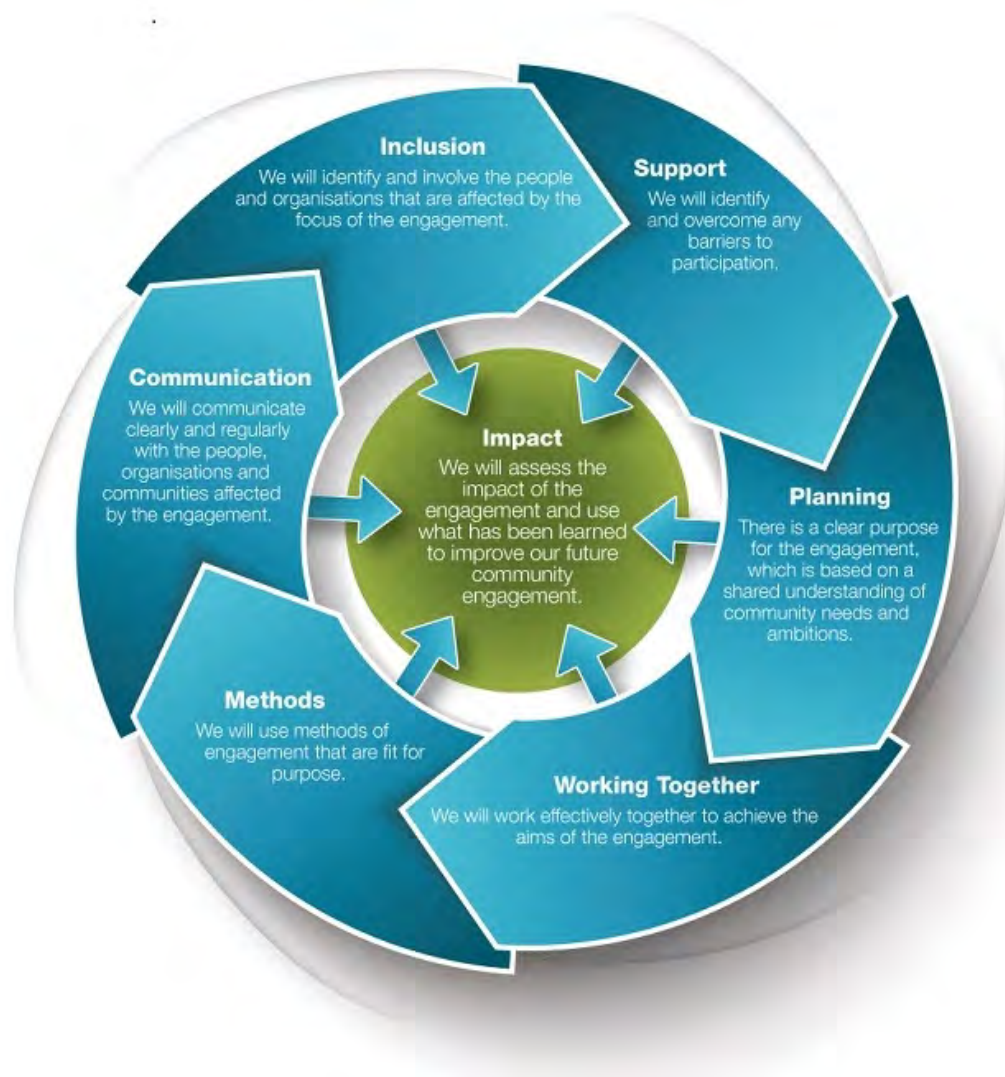 Inclusion
We will identify and involve the people
and organisations that are affected by the
focus of the engagement.
Support
We will identify
and overcome any
barriers to
participation.
Planning
There is a clear purpose
for the engagement,
which is based on a
shared understanding of
community needs and
ambitions.
Working Together
We will work effectively together to achieve the
aims of the engagement.
Methods
We will use methods of
engagement that are fit for
purpose.
Communication
We will communicate
clearly and regularly
with the people,
organisations and
communities affected
by the engagement.
Impact
We will assess the
impact of the
engagement and use
what has been learned
to improve our future
community
engagement.